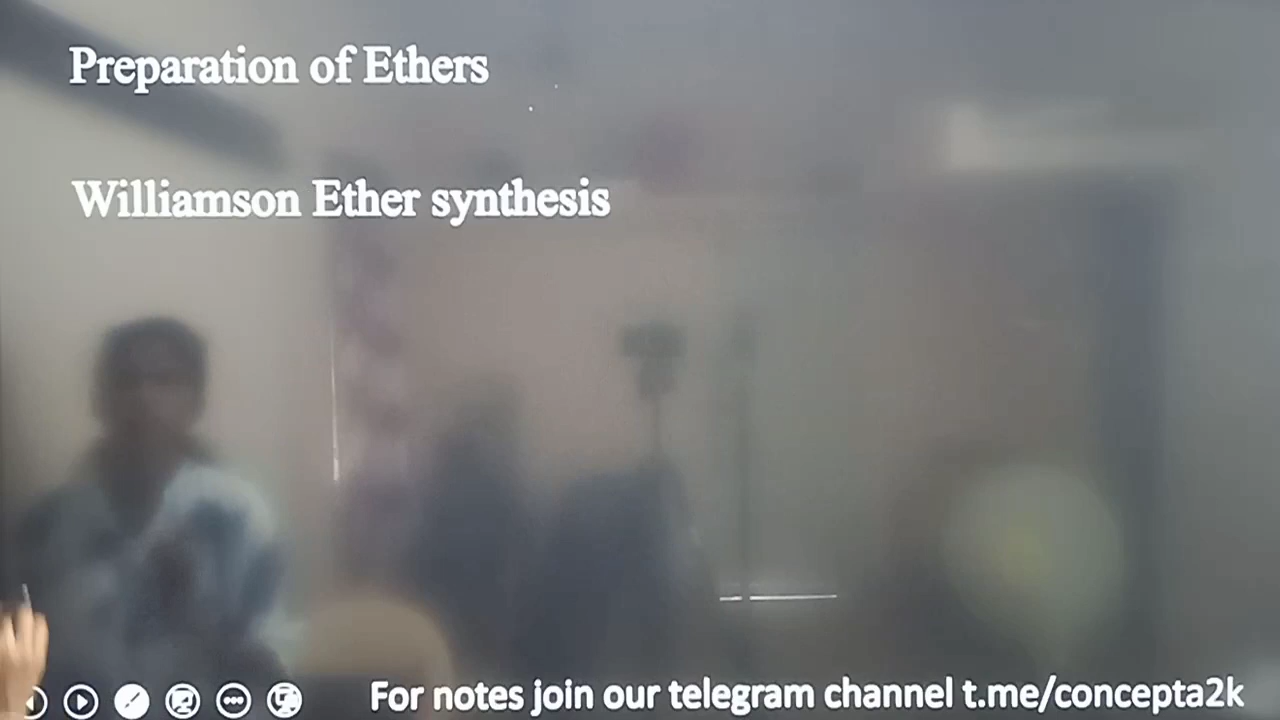 Preparation of Ethers
Williamson Ether synthesis
For notes join our telegram channel t.me/concepta2k